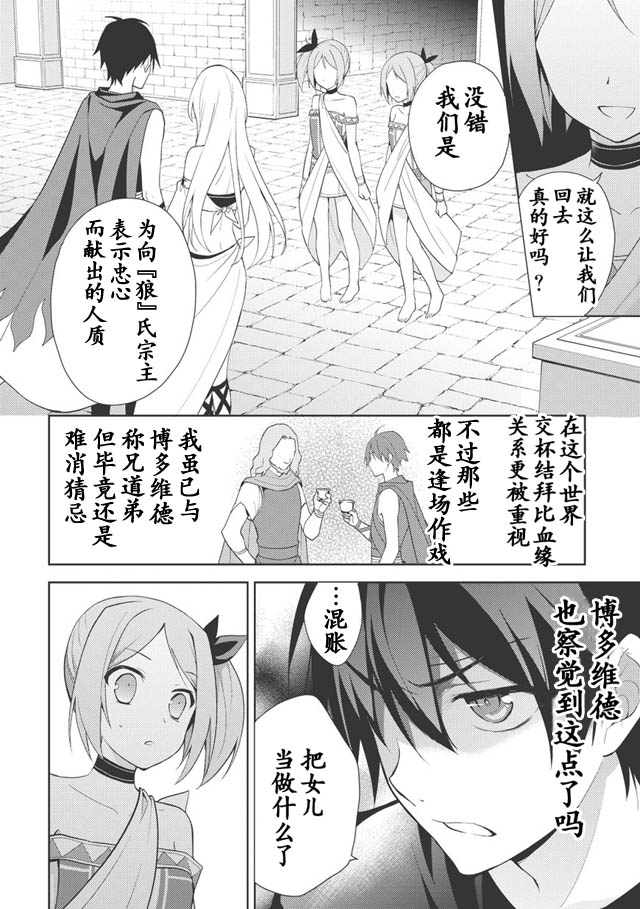 就这么让我们
回去
真的好吗？
没错
我们是
为向『狼』氏宗主
表示忠心
而献出的人质
在这个世界
交杯结拜比血缘
关系更被重视
不过那些
都是逢场作戏
我虽已与
博多维德
称兄道弟
但毕竟还是
难消猜忌
博多维德
也察觉到这点了吗
…混账
把女儿
当做什么了